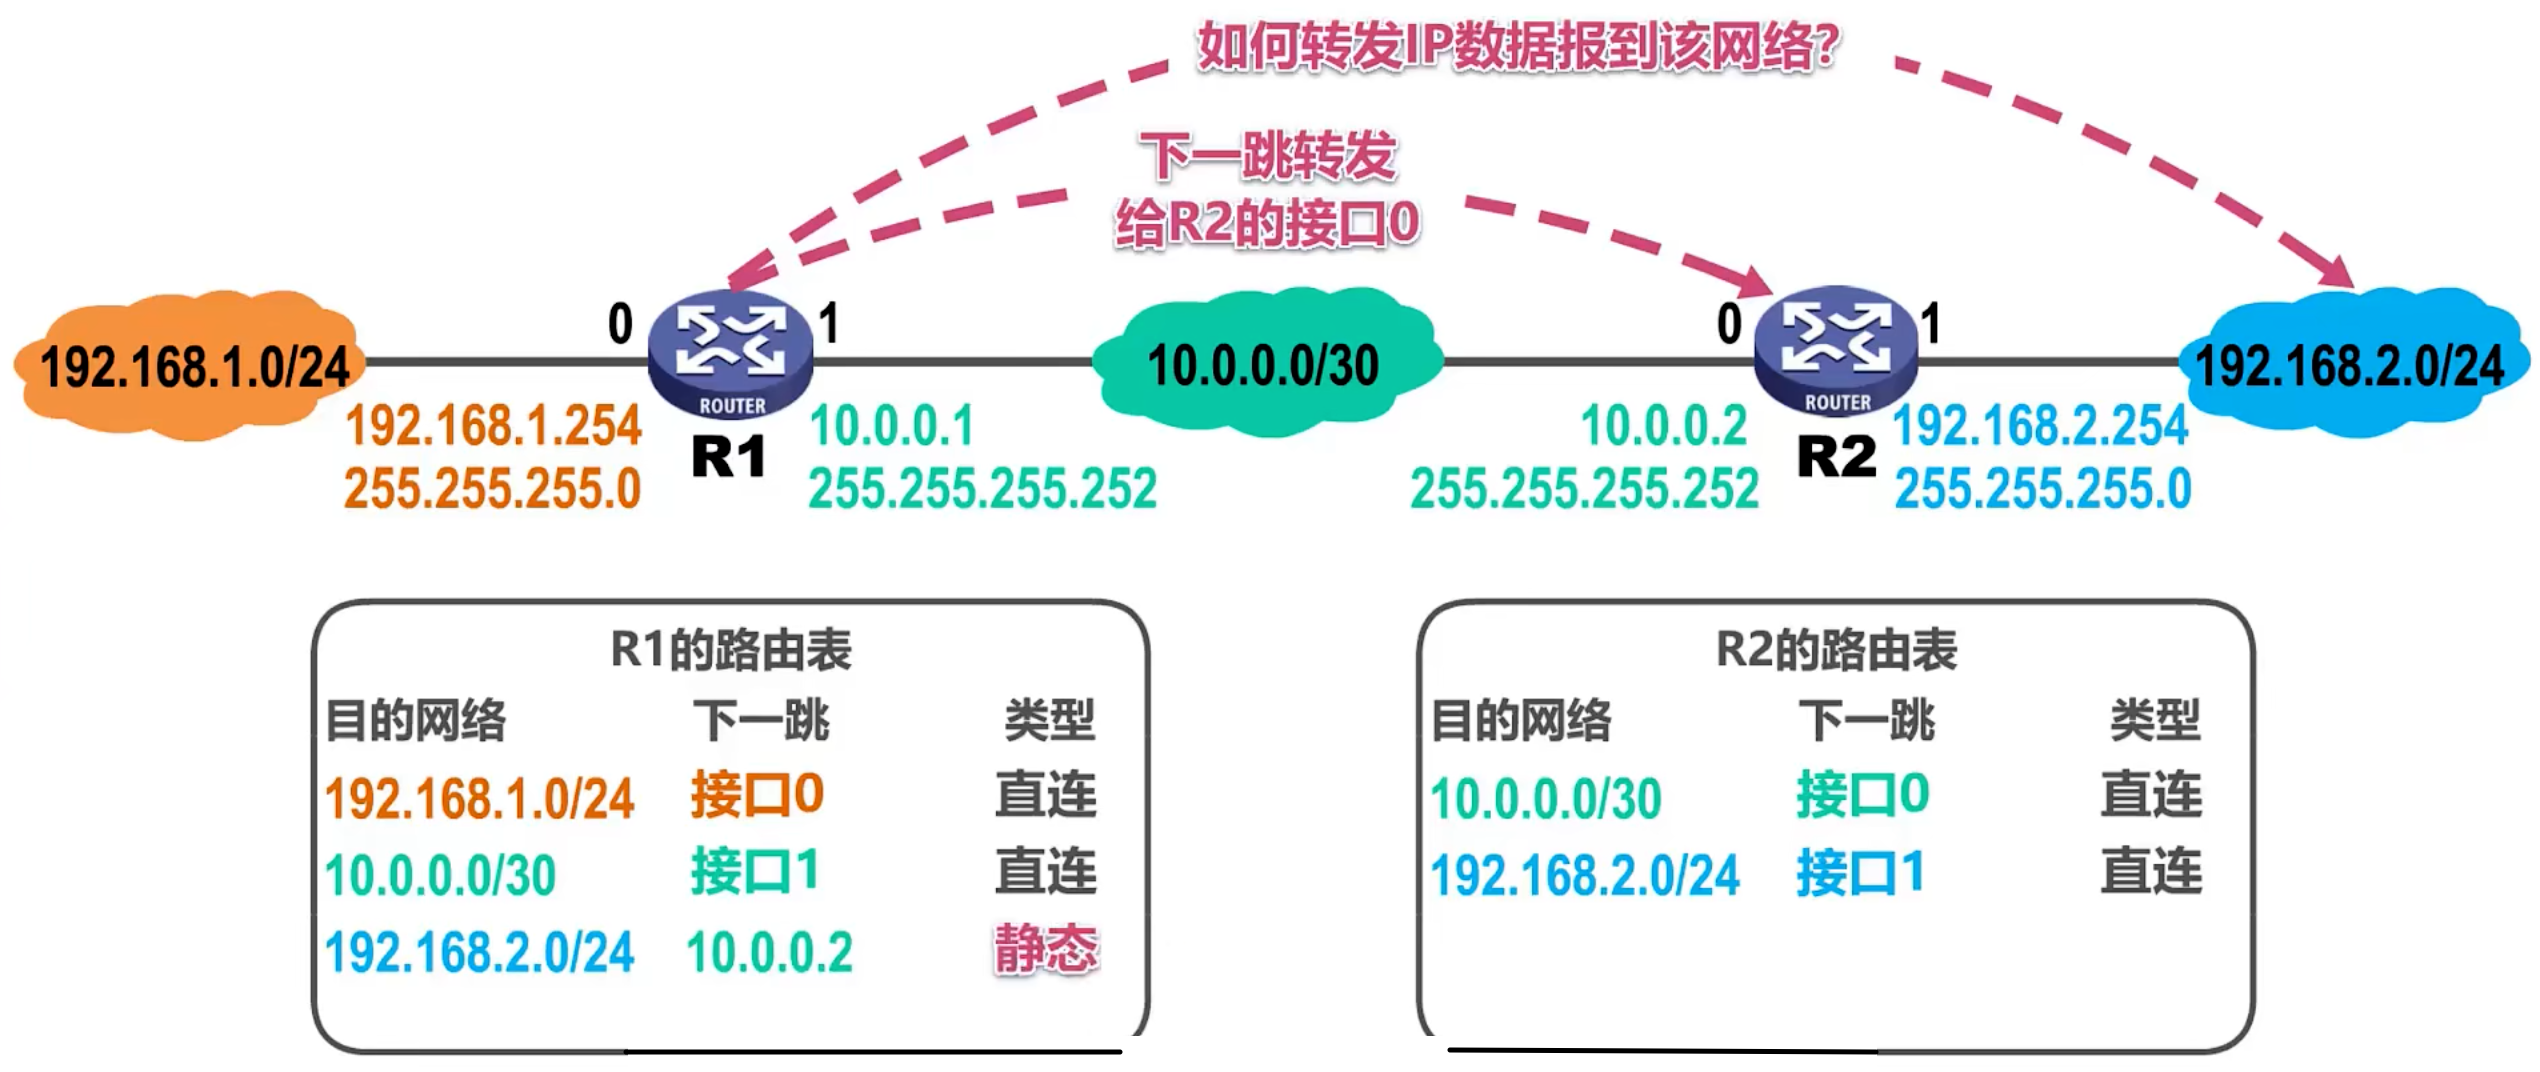 如何转发IP数据报到该网络?
下一跳转发
给R2的接口0
0
1
0
1
192.168.1.0/24
ROUTER
10.0.0.0/30
ROUTER
192.168.2.0/24
192.168.1.254
255.255.255.0
R1
10.0.0.1
255.255.255.252
10.0.0.2
255.255.255.252
R2
192.168.2.254
255.255.255.0
R1的路由表
目的网络 下一跳 类型
192.168.1.0/24 接口0 直连
10.0.0.0/30 接口1 直连
192.168.2.0/24 10.0.0.2 静态
R2的路由表
目的网络 下一跳 类型
10.0.0.0/30 接口0 直连
192.168.2.0/24 接口1 直连